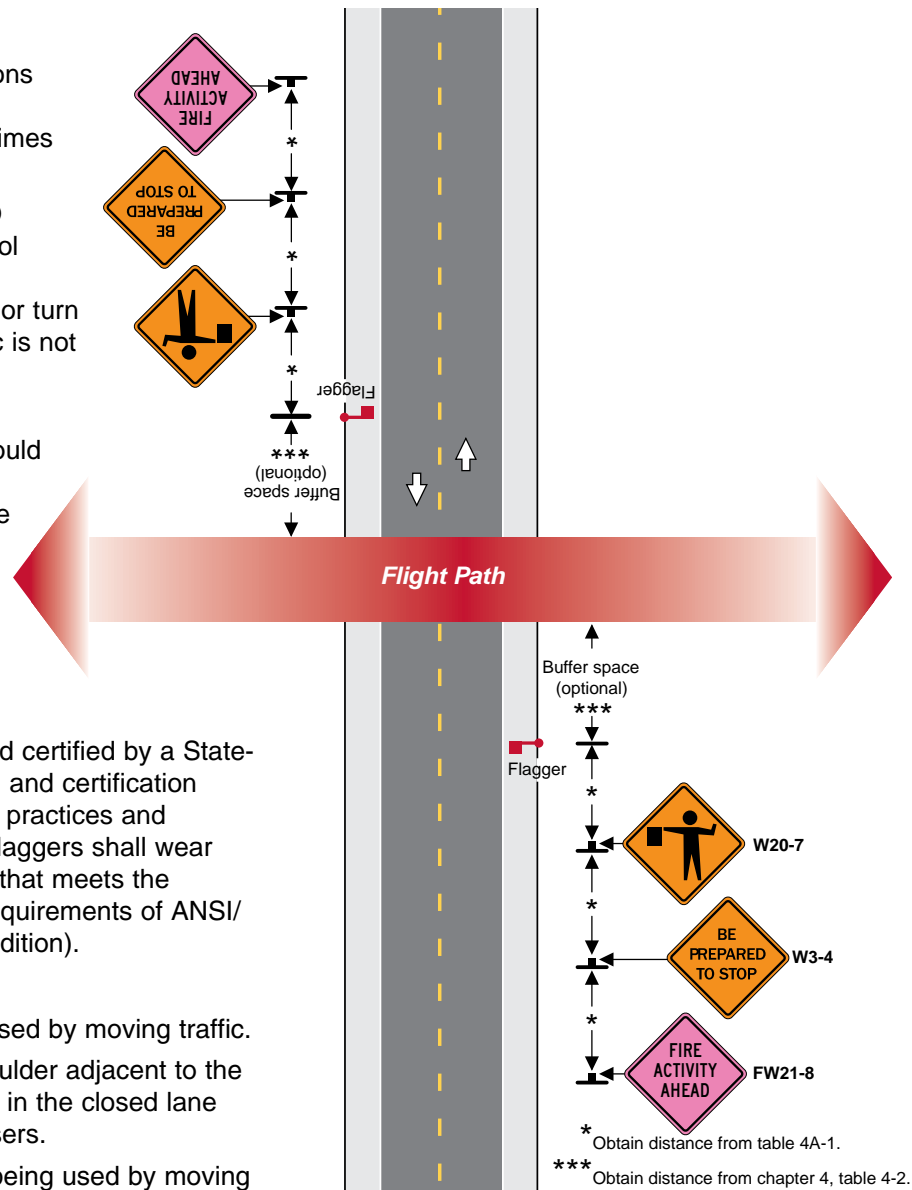 ons
imes
ol
or turn
c is not
ould
e
FIRE
ACTIVITY
AHEAD
*
BE
PREPARED
TO STOP
*
*
Flagger
Buffer space
(optional)
***
Flight Path
Buffer space
(optional)
***
Flagger
*
W20-7
*
BE
PREPARED
TO STOP
W3-4
*
FIRE
ACTIVITY
AHEAD
FW21-8
*Obtain distance from table 4A-1.
***Obtain distance from chapter 4, table 4-2.
d certified by a State-
and certification
practices and
laggers shall wear
that meets the
quirements of ANSI/
dition).
sed by moving traffic.
ulder adjacent to the
in the closed lane
sers.
being used by moving